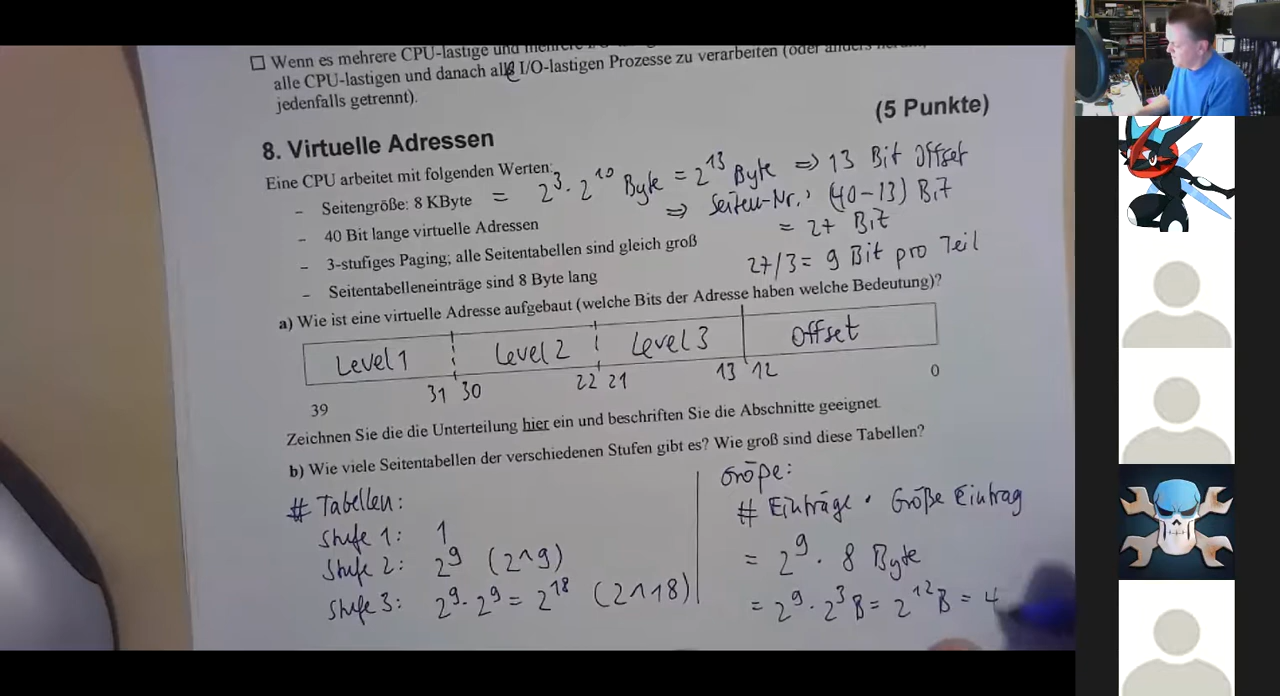 ☐ Wenn es mehrere CPU-lastige und mehrere
alle CPU-lastigen und danach alle I/O-lastigen Prozesse zu verarbeiten (oder anders herum,
jedenfalls getrennt).
(5 Punkte)
8. Virtuelle Adressen
Eine CPU arbeitet mit folgenden Werten:
– Seitengröße: 8 KByte = 2^3 · 2^10 Byte = 2^13 Byte ⇒ 13 Bit Offset
⇒ Seiten-Nr.: (40-13) Bit
– 40 Bit lange virtuelle Adressen
= 27 Bit
– 3-stufiges Paging; alle Seitentabellen sind gleich groß
27/3 = 9 Bit pro Teil
– Seitentabelleneinträge sind 8 Byte lang
a) Wie ist eine virtuelle Adresse aufgebaut (welche Bits der Adresse haben welche Bedeutung)?
Level 1 Level 2 Level 3 Offset
39 31 30 22 21 13 12 0
Zeichnen Sie die die Unterteilung hier ein und beschriften Sie die Abschnitte geeignet.
b) Wie viele Seitentabellen der verschiedenen Stufen gibt es? Wie groß sind diese Tabellen?
# Tabellen:
Stufe 1: 1
Stufe 2: 2^9 (2^9)
Stufe 3: 2^9 · 2^9 = 2^18 (2^18)
Größe:
# Einträge · Größe Eintrag
= 2^9 · 8 Byte
= 2^9 · 2^3 B = 2^12 B = 4